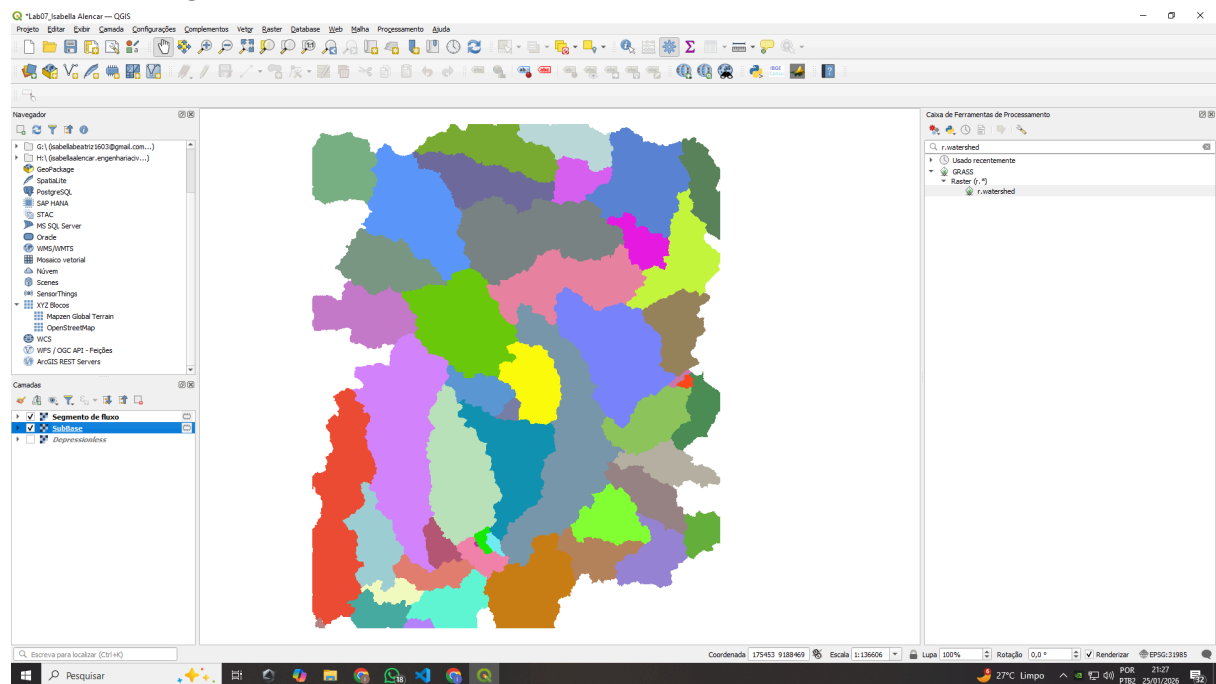 *Lab07_Isabella Alencar — QGIS
Projeto Editar Exibir Camada Configurações Complementos Vetor Raster Database Web Malha Processamento Ajuda
Navegador
G:\ (isabellabeatriz1603@gmail.com...)
H:\ (isabellaalencar.engenhariaciv...)
GeoPackage
SpatiaLite
PostgreSQL
SAP HANA
STAC
MS SQL Server
Oracle
WMS/WMTS
Mosaico vetorial
Núvem
Scenes
SensorThings
XYZ Blocos
Mapzen Global Terrain
OpenStreetMap
WCS
WFS / OGC API - Feições
ArcGIS REST Servers
Camadas
Segmento de fluxo
SubBase
Depressionless
Caixa de Ferramentas de Processamento
r.watershed
Usado recentemente
GRASS
Raster (r.*)
r.watershed
Escreva para localizar (Ctrl+K)
Coordenada 175453 9188469 Escala 1:136606 Lupa 100% Rotação 0,0 ° Renderizar EPSG:31985
Pesquisar
27°C Limpo
POR
PTB2
21:27
25/01/2026